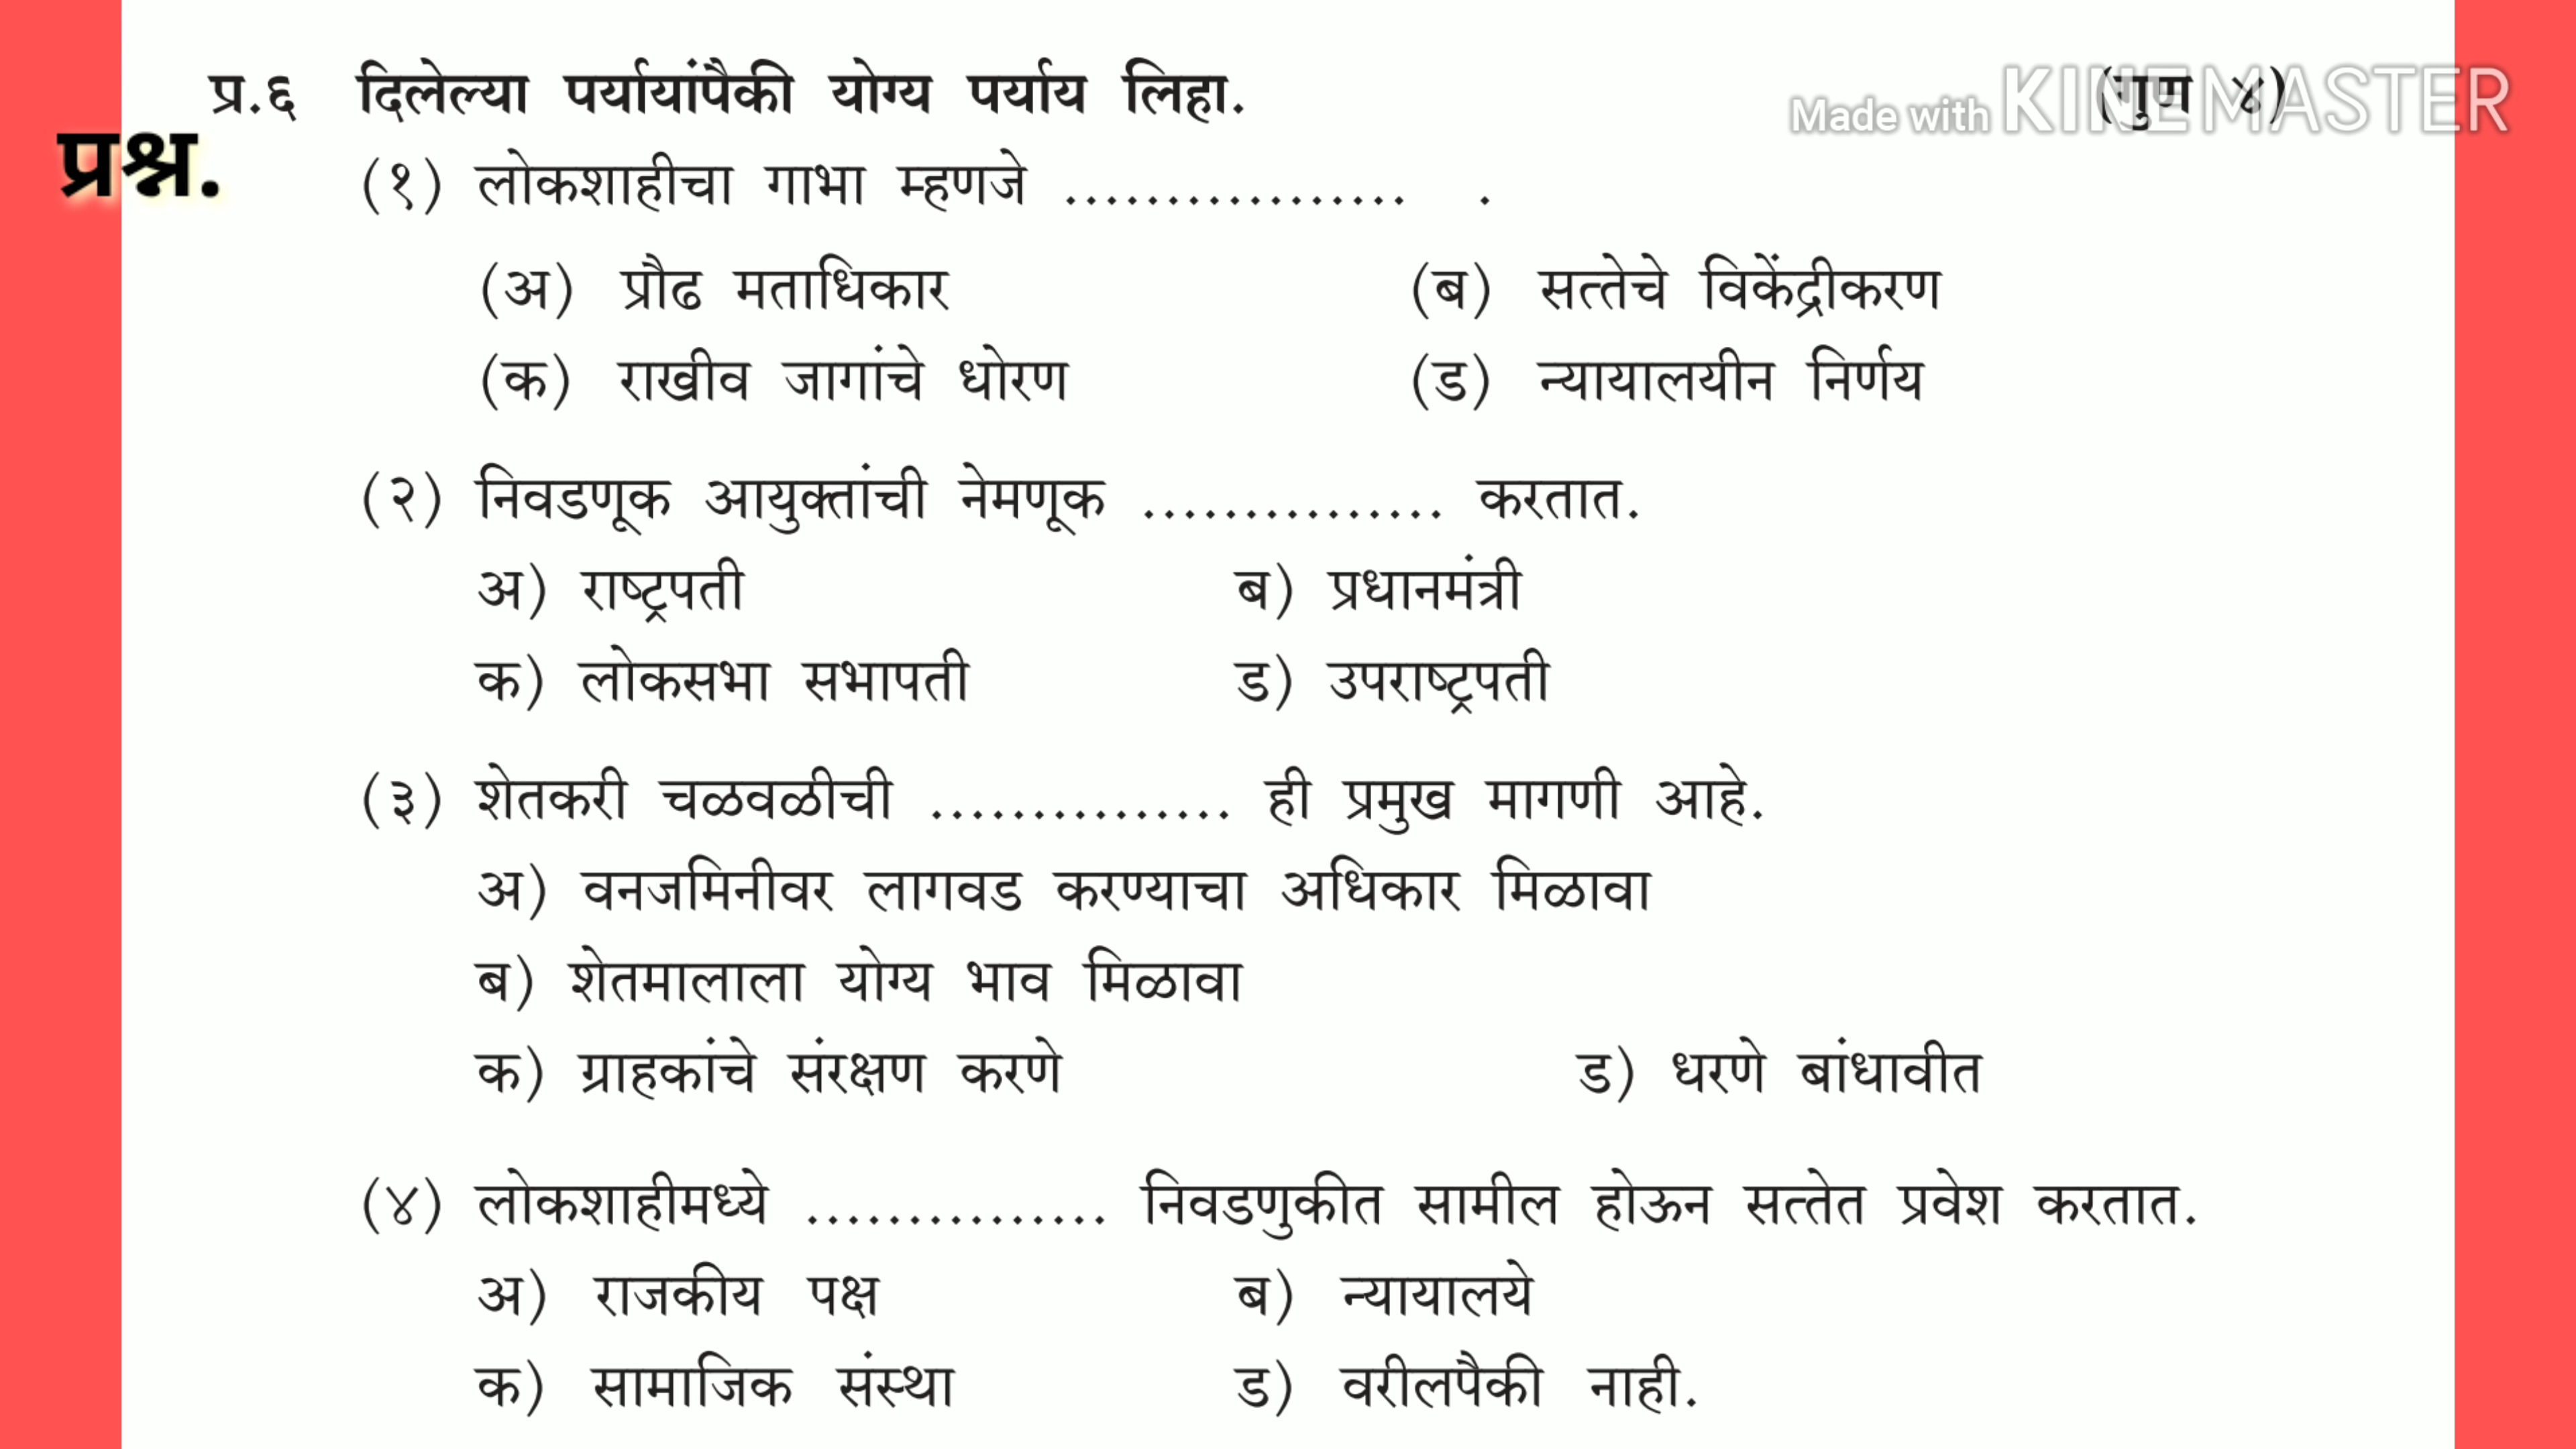 प्र.६ दिलेल्या पर्यायांपैकी योग्य पर्याय लिहा. (गुण ४)
Made with KINEMASTER
प्रश्न.
(१) लोकशाहीचा गाभा म्हणजे ................. .
(अ) प्रौढ मताधिकार (ब) सत्तेचे विकेंद्रीकरण
(क) राखीव जागांचे धोरण (ड) न्यायालयीन निर्णय
(२) निवडणूक आयुक्तांची नेमणूक ............... करतात.
अ) राष्ट्रपती ब) प्रधानमंत्री
क) लोकसभा सभापती ड) उपराष्ट्रपती
(३) शेतकरी चळवळीची ............... ही प्रमुख मागणी आहे.
अ) वनजमिनीवर लागवड करण्याचा अधिकार मिळावा
ब) शेतमालाला योग्य भाव मिळावा
क) ग्राहकांचे संरक्षण करणे ड) धरणे बांधावीत
(४) लोकशाहीमध्ये ............... निवडणुकीत सामील होऊन सत्तेत प्रवेश करतात.
अ) राजकीय पक्ष ब) न्यायालये
क) सामाजिक संस्था ड) वरीलपैकी नाही.